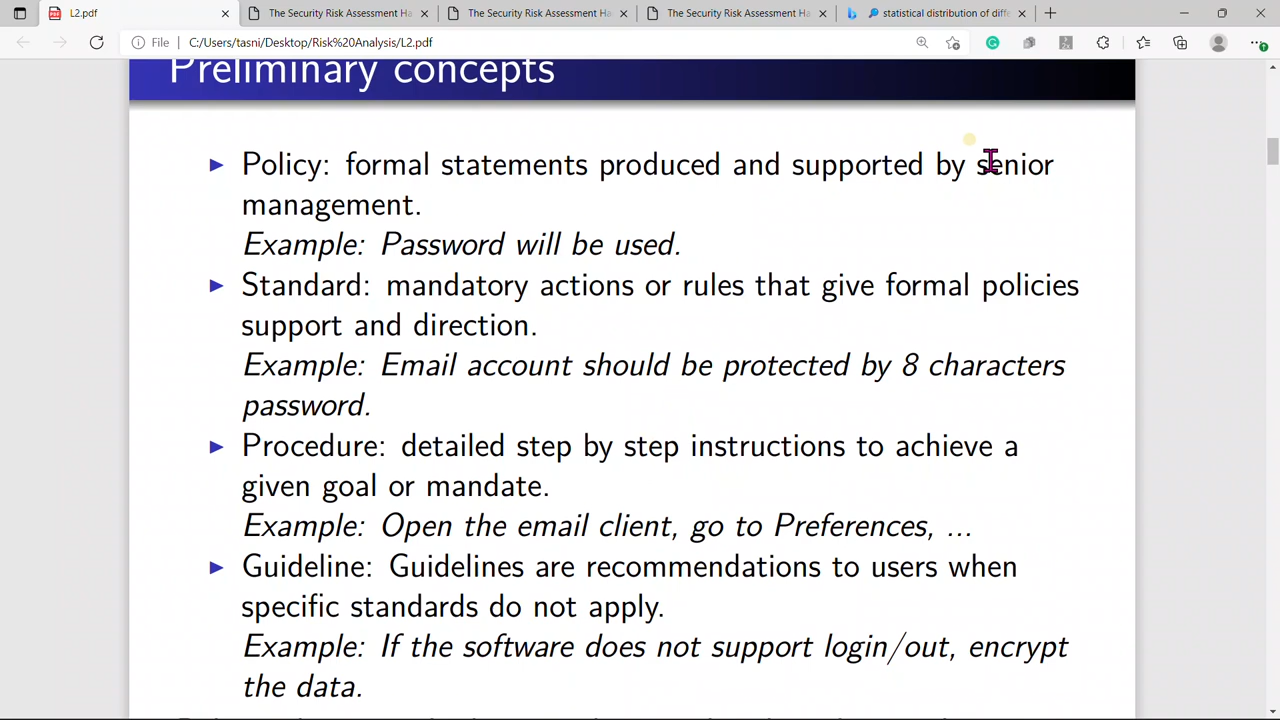 L2.pdf
The Security Risk Assessment Ha
The Security Risk Assessment Ha
The Security Risk Assessment Ha
statistical distribution of diffe
File
C:/Users/tasni/Desktop/Risk%20Analysis/L2.pdf
Preliminary concepts
Policy: formal statements produced and supported by senior
management.
Example: Password will be used.
Standard: mandatory actions or rules that give formal policies
support and direction.
Example: Email account should be protected by 8 characters
password.
Procedure: detailed step by step instructions to achieve a
given goal or mandate.
Example: Open the email client, go to Preferences, ...
Guideline: Guidelines are recommendations to users when
specific standards do not apply.
Example: If the software does not support login/out, encrypt
the data.